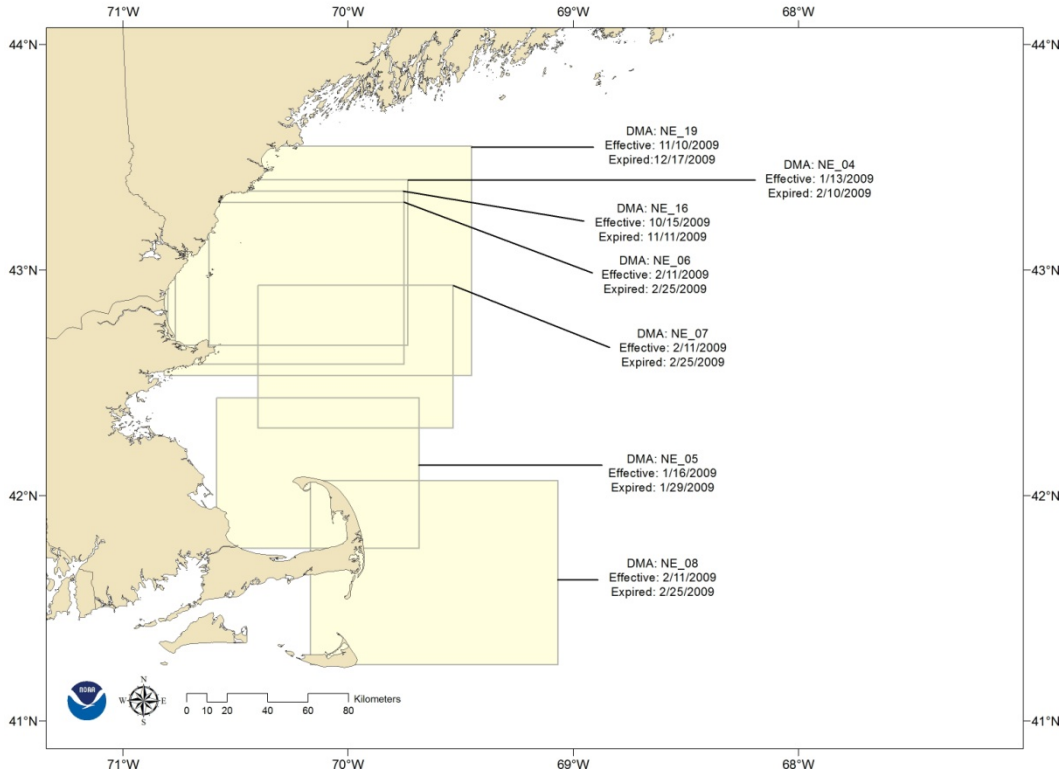 71°W 70°W 69°W 68°W
44°N 44°N
DMA: NE_19
Effective: 11/10/2009
Expired:12/17/2009
DMA: NE_04
Effective: 1/13/2009
Expired: 2/10/2009
DMA: NE_16
Effective: 10/15/2009
Expired: 11/11/2009
DMA: NE_06
Effective: 2/11/2009
Expired: 2/25/2009
43°N 43°N
DMA: NE_07
Effective: 2/11/2009
Expired: 2/25/2009
DMA: NE_05
Effective: 1/16/2009
Expired: 1/29/2009
42°N 42°N
DMA: NE_08
Effective: 2/11/2009
Expired: 2/25/2009
NOAA
N
W E
S
Kilometers
0 10 20 40 60 80
41°N 41°N
71°W 70°W 69°W 68°W